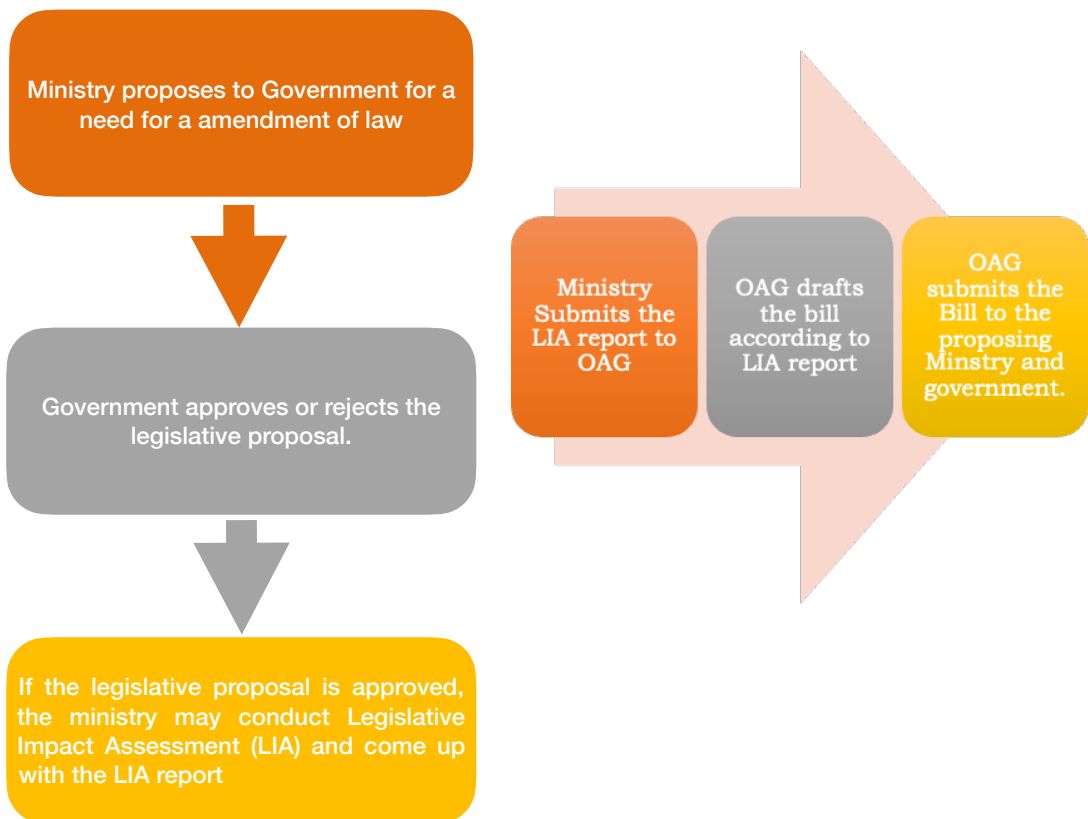 Ministry proposes to Government for a
need for a amendment of law
Government approves or rejects the
legislative proposal.
If the legislative proposal is approved,
the ministry may conduct Legislative
Impact Assessment (LIA) and come up
with the LIA report
Ministry
Submits the
LIA report to
OAG
OAG drafts
the bill
according to
LIA report
OAG
submits the
Bill to the
proposing
Minstry and
government.